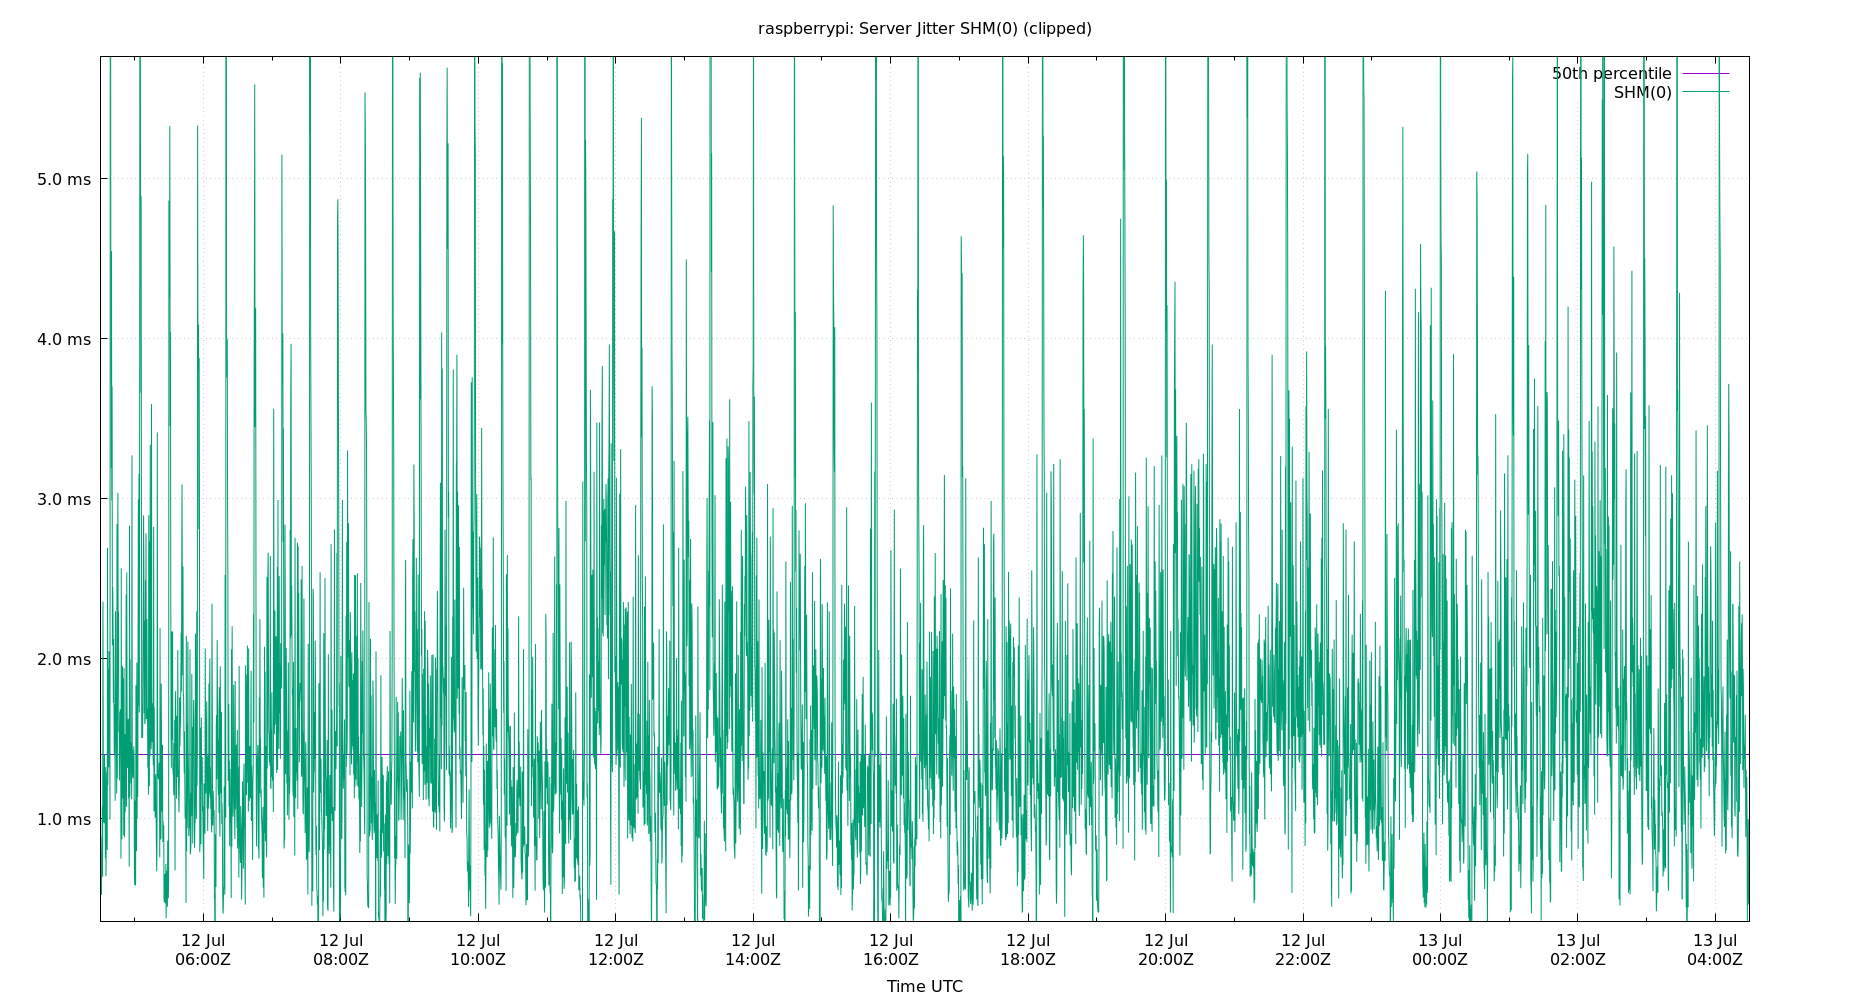 raspberrypi: Server Jitter SHM(0) (clipped)
50th percentile
SHM(0)
5.0 ms
4.0 ms
3.0 ms
2.0 ms
1.0 ms
12 Jul 12 Jul 12 Jul 12 Jul 12 Jul 12 Jul 12 Jul 12 Jul 12 Jul 13 Jul 13 Jul 13 Jul
06:00Z 08:00Z 10:00Z 12:00Z 14:00Z 16:00Z 18:00Z 20:00Z 22:00Z 00:00Z 02:00Z 04:00Z
Time UTC